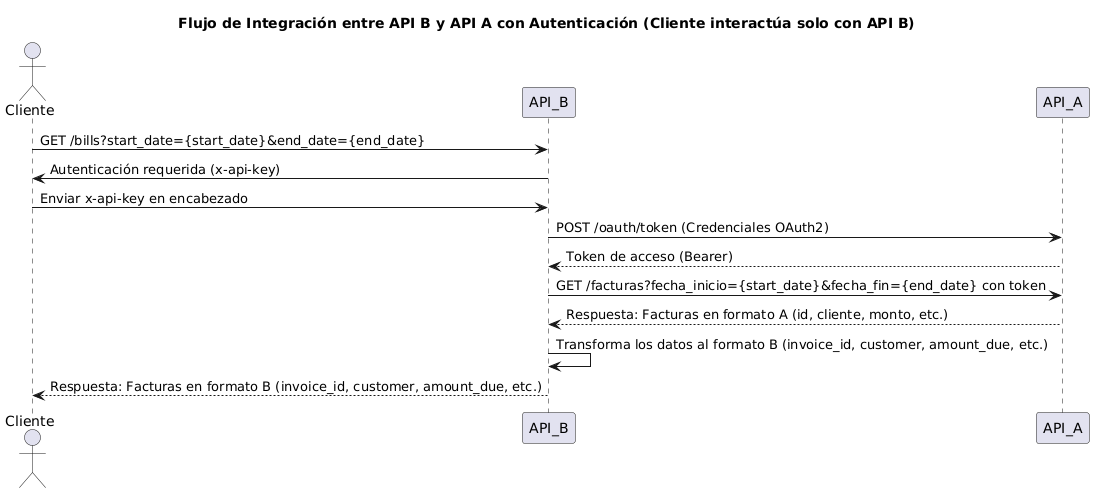 Flujo de Integración entre API B y API A con Autenticación (Cliente interactúa solo con API B)
Cliente
API_B
API_A
GET /bills?start_date={start_date}&end_date={end_date}
Autenticación requerida (x-api-key)
Enviar x-api-key en encabezado
POST /oauth/token (Credenciales OAuth2)
Token de acceso (Bearer)
GET /facturas?fecha_inicio={start_date}&fecha_fin={end_date} con token
Respuesta: Facturas en formato A (id, cliente, monto, etc.)
Transforma los datos al formato B (invoice_id, customer, amount_due, etc.)
Respuesta: Facturas en formato B (invoice_id, customer, amount_due, etc.)
Cliente
API_B
API_A